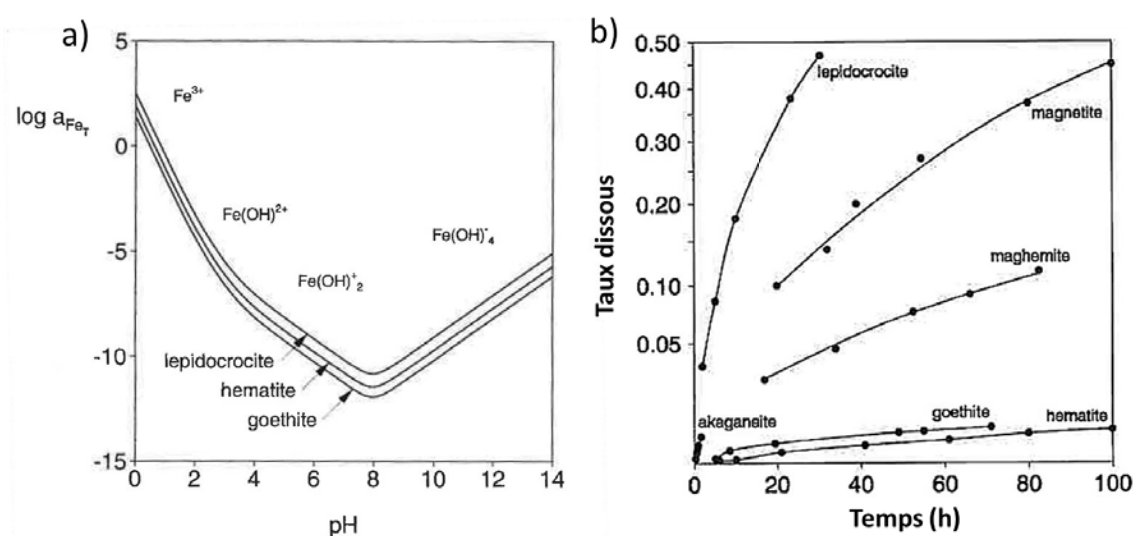 a)
5
0
-5
-10
-15
log a Fe T
Fe3+
Fe(OH)2+
Fe(OH)+2
Fe(OH)-4
lepidocrocite
hematite
goethite
0 2 4 6 8 10 12 14
pH
b)
0.50
0.40
0.30
0.20
0.10
0.05
Taux dissous
lepidocrocite
magnetite
maghemite
akaganeite
goethite
hematite
0 20 40 60 80 100
Temps (h)